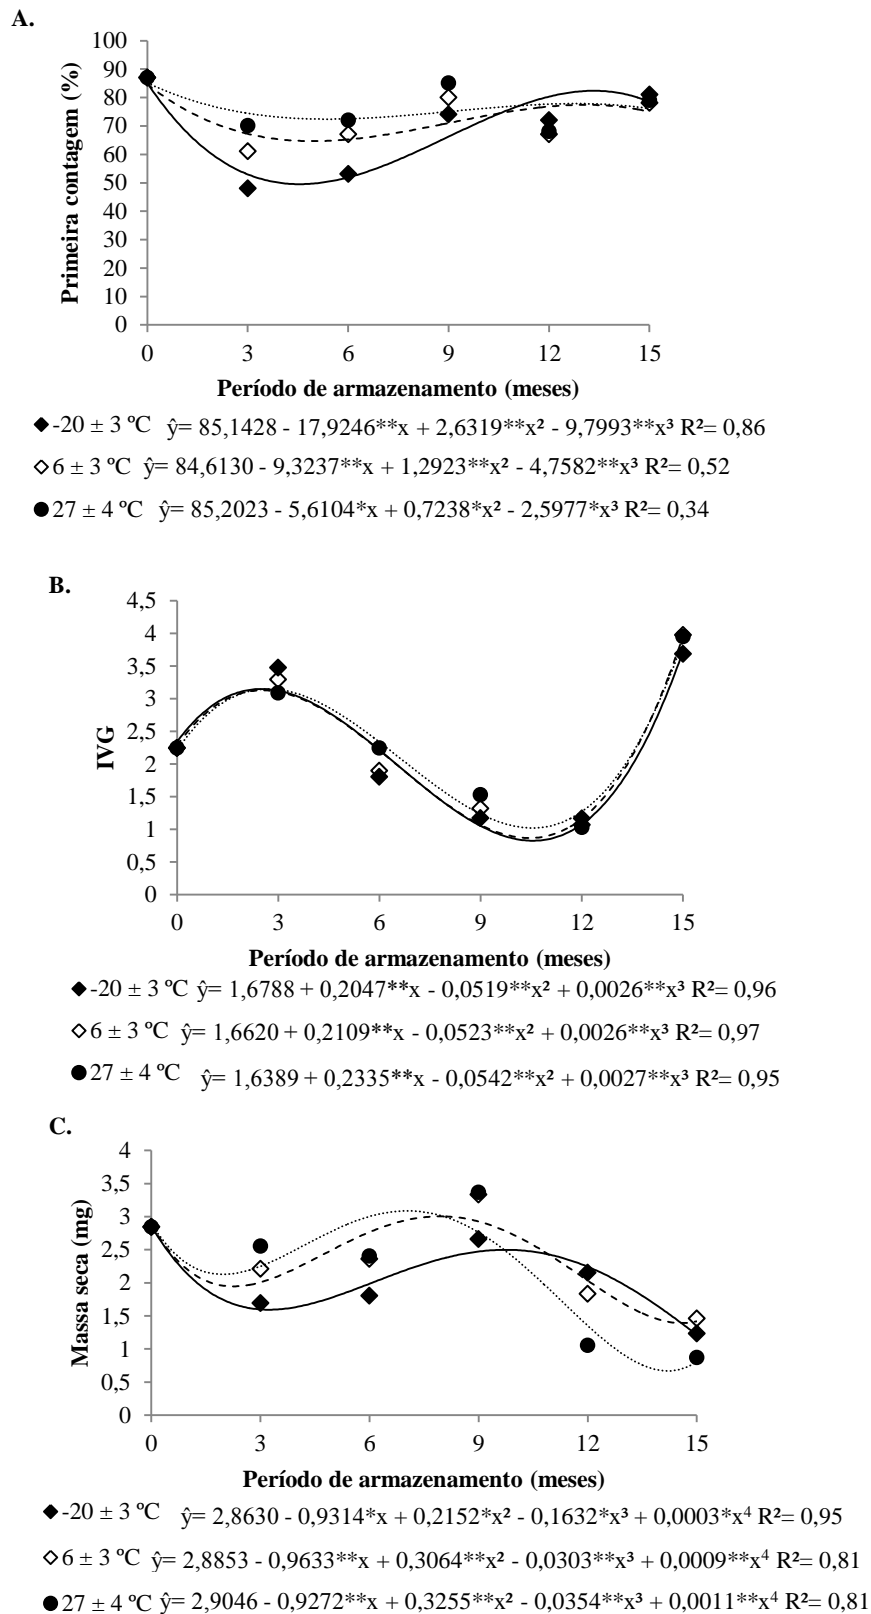 A.
100
90
80
70
60
50
40
30
20
10
0
Primeira contagem (%)
0 3 6 9 12 15
Período de armazenamento (meses)
-20 ± 3 ºC ŷ= 85,1428 - 17,9246**x + 2,6319**x² - 9,7993**x³ R²= 0,86
6 ± 3 ºC ŷ= 84,6130 - 9,3237**x + 1,2923**x² - 4,7582**x³ R²= 0,52
27 ± 4 ºC ŷ= 85,2023 - 5,6104*x + 0,7238*x² - 2,5977*x³ R²= 0,34
B.
4,5
4
3,5
3
2,5
2
1,5
1
0,5
0
IVG
0 3 6 9 12 15
Período de armazenamento (meses)
-20 ± 3 ºC ŷ= 1,6788 + 0,2047**x - 0,0519**x² + 0,0026**x³ R²= 0,96
6 ± 3 ºC ŷ= 1,6620 + 0,2109**x - 0,0523**x² + 0,0026**x³ R²= 0,97
27 ± 4 ºC ŷ= 1,6389 + 0,2335**x - 0,0542**x² + 0,0027**x³ R²= 0,95
C.
4
3,5
3
2,5
2
1,5
1
0,5
0
Massa seca (mg)
0 3 6 9 12 15
Período de armazenamento (meses)
-20 ± 3 ºC ŷ= 2,8630 - 0,9314*x + 0,2152*x² - 0,1632*x³ + 0,0003*x⁴ R²= 0,95
6 ± 3 ºC ŷ= 2,8853 - 0,9633**x + 0,3064**x² - 0,0303**x³ + 0,0009**x⁴ R²= 0,81
27 ± 4 ºC ŷ= 2,9046 - 0,9272**x + 0,3255**x² - 0,0354**x³ + 0,0011**x⁴ R²= 0,81